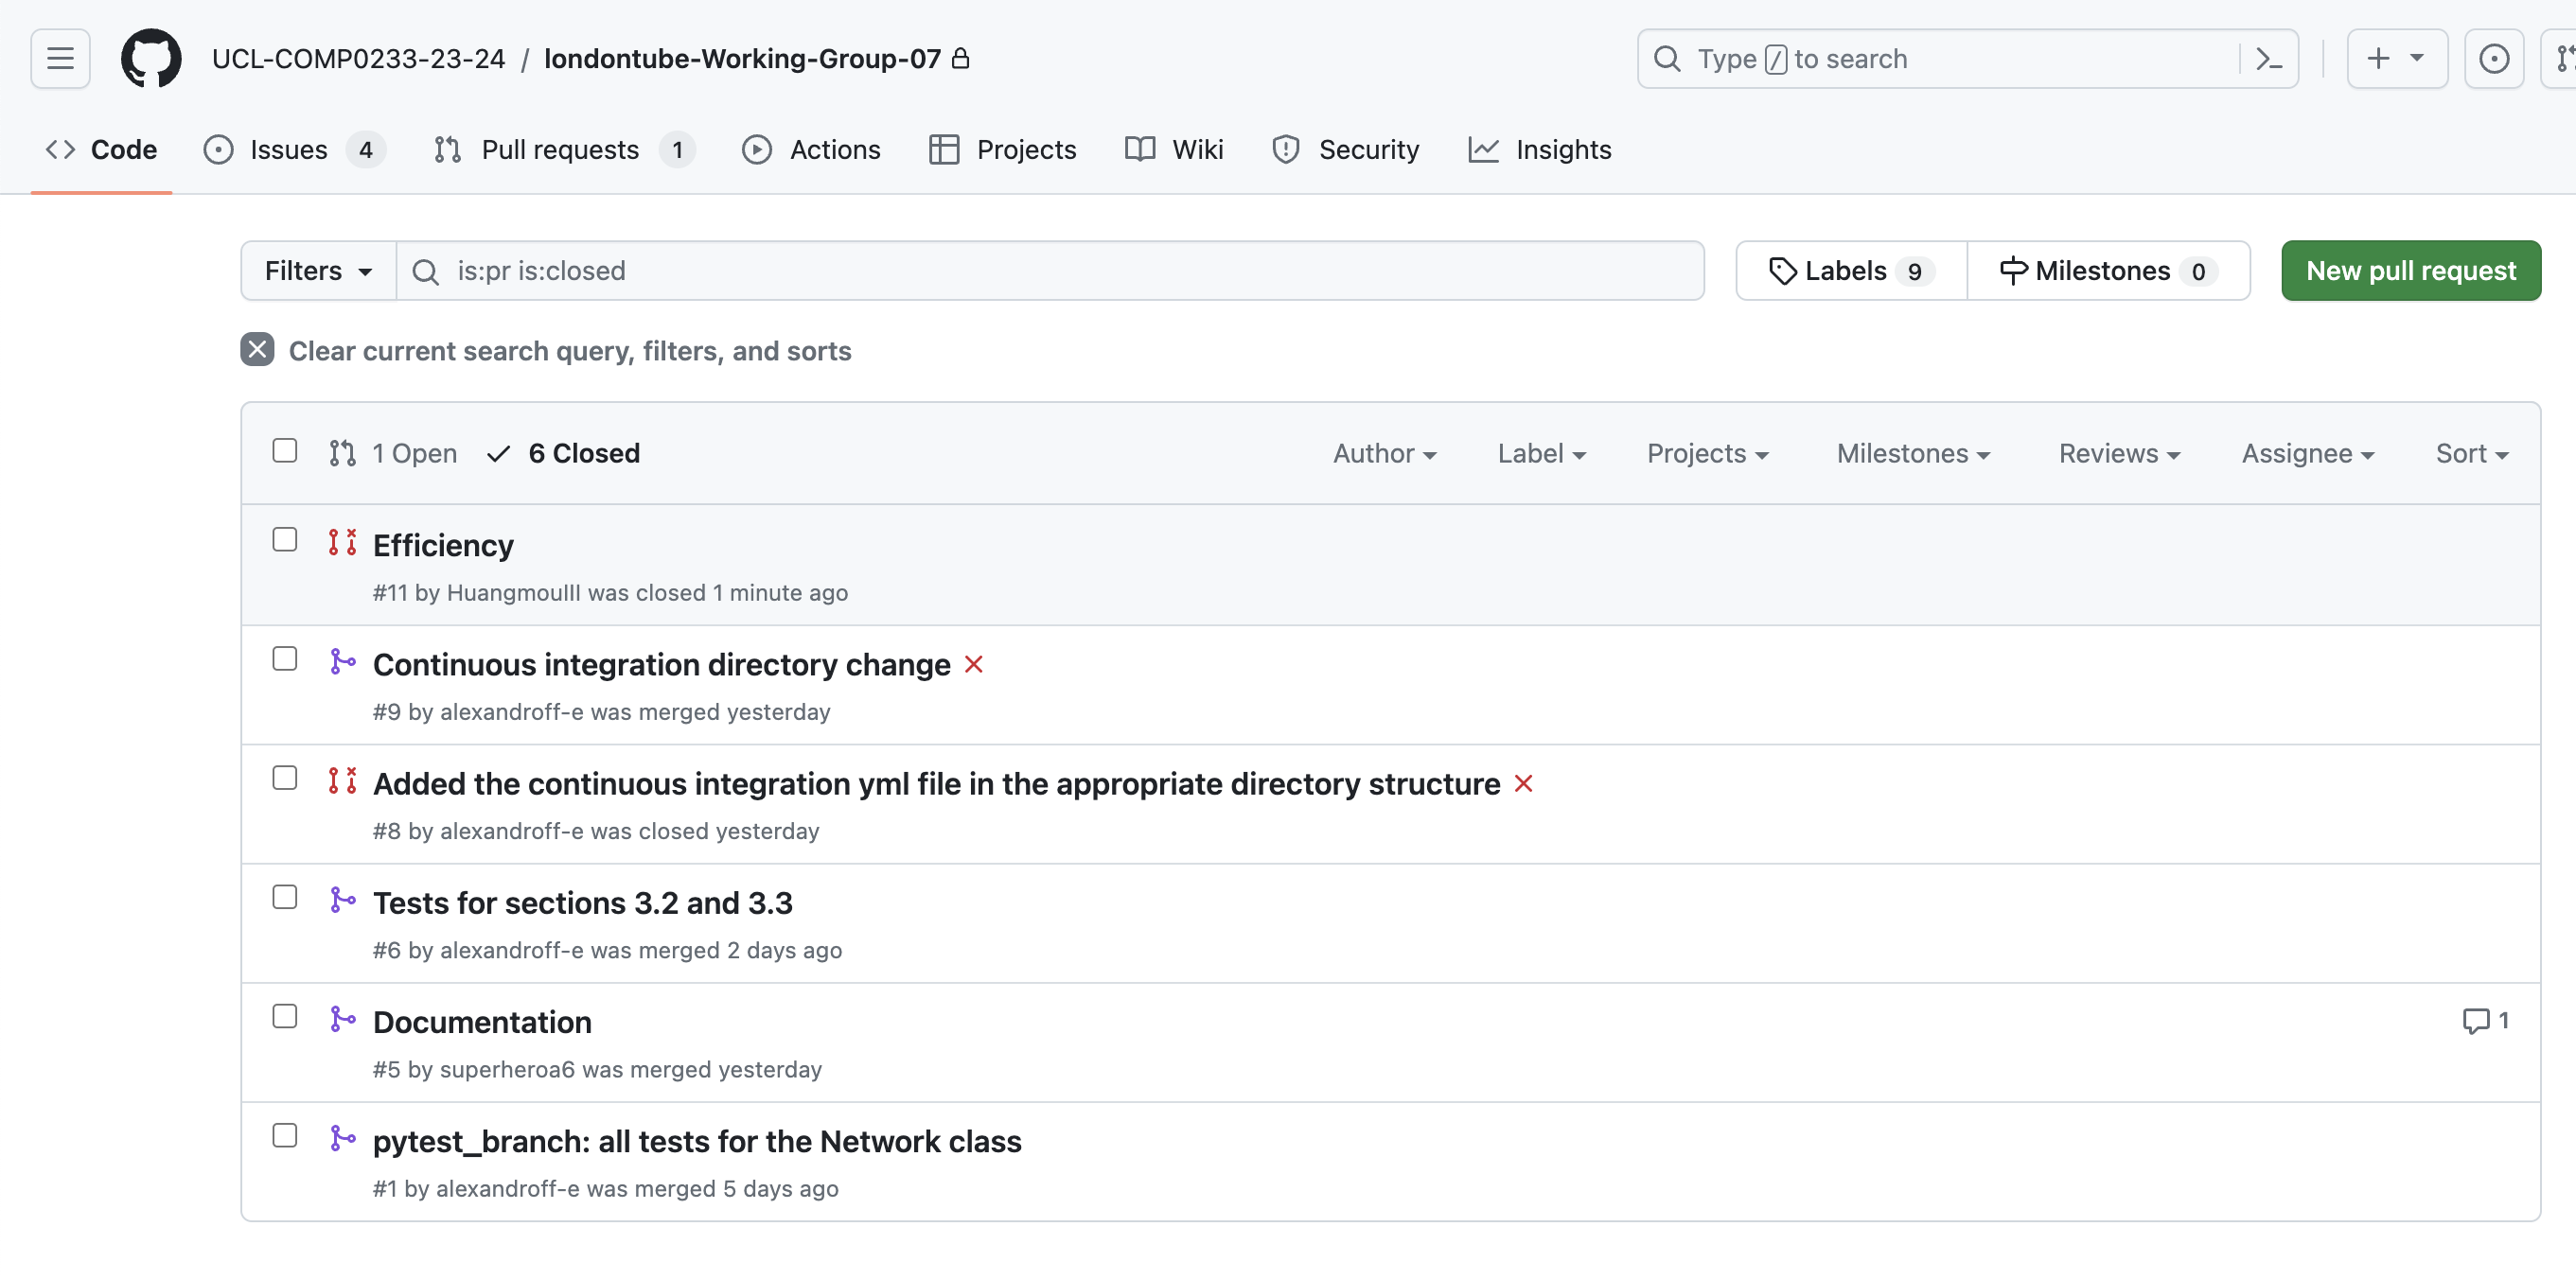 UCL-COMP0233-23-24 / londontube-Working-Group-07
Type / to search
Code Issues 4 Pull requests 1 Actions Projects Wiki Security Insights
Filters is:pr is:closed Labels 9 Milestones 0 New pull request
Clear current search query, filters, and sorts
1 Open 6 Closed Author Label Projects Milestones Reviews Assignee Sort
Efficiency
#11 by HuangmouIII was closed 1 minute ago
Continuous integration directory change
#9 by alexandroff-e was merged yesterday
Added the continuous integration yml file in the appropriate directory structure
#8 by alexandroff-e was closed yesterday
Tests for sections 3.2 and 3.3
#6 by alexandroff-e was merged 2 days ago
Documentation 1
#5 by superheroa6 was merged yesterday
pytest_branch: all tests for the Network class
#1 by alexandroff-e was merged 5 days ago